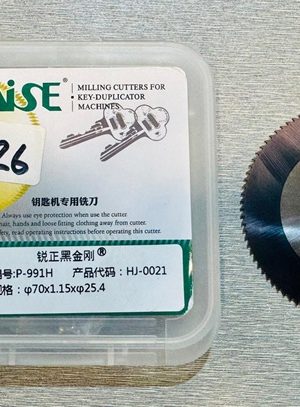 iSE®
MILLING CUTTERS FOR
KEY-DUPLICATOR
MACHINES
26
钥匙机专用铣刀
Always use eye protection when use the cutter
hair, hands and loose fitting clothing away from cutter.
read operating instructions before operating this cutter.
锐正黑金刚®
号:P-991H 产品代码: HJ-0021
格: φ70x1.15xφ25.4